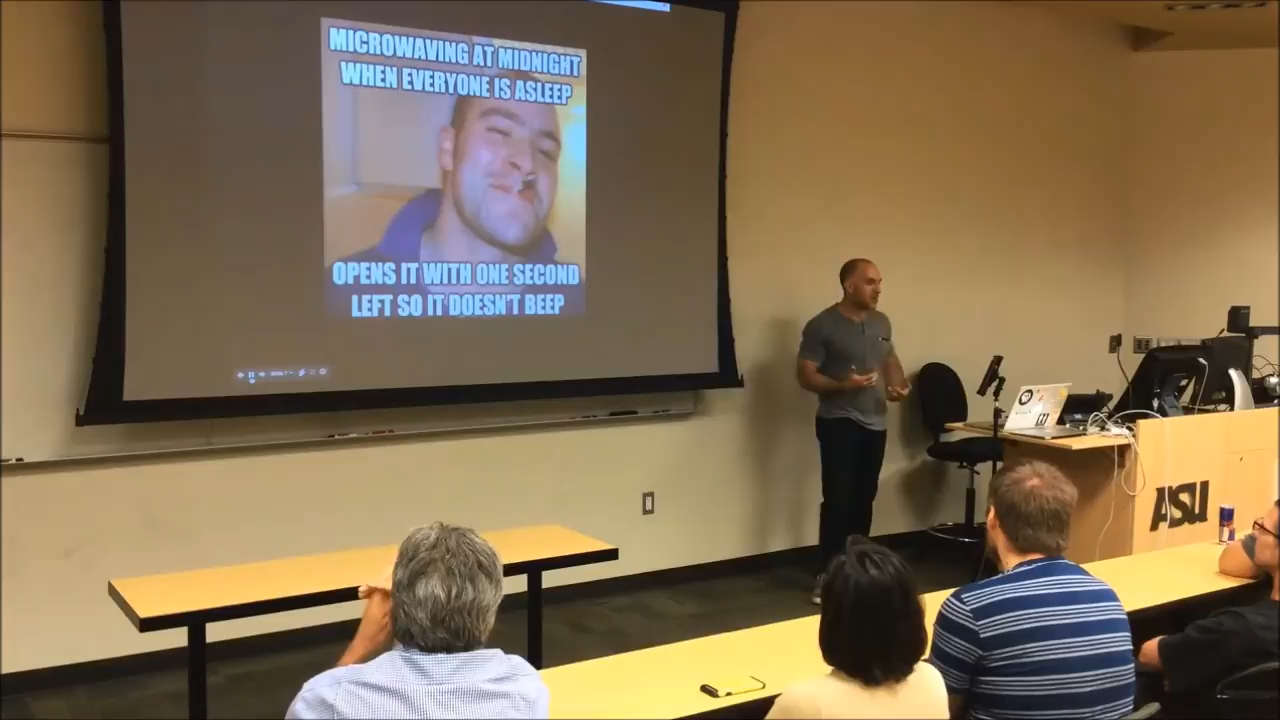 MICROWAVING AT MIDNIGHT
WHEN EVERYONE IS ASLEEP
OPENS IT WITH ONE SECOND
LEFT SO IT DOESN'T BEEP
ASU